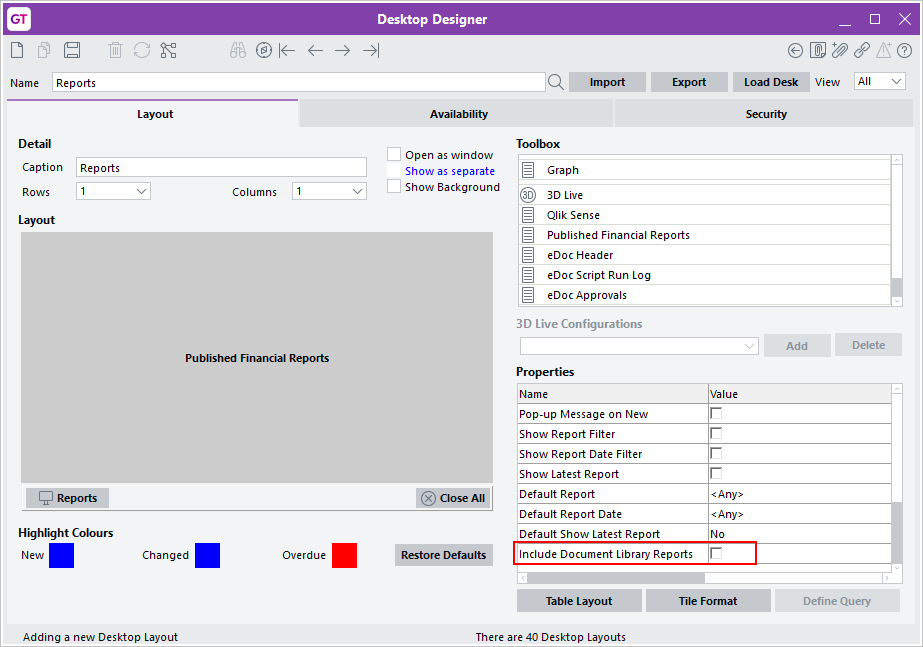 GT
Desktop Designer
Name
Reports
Import
Export
Load Desk
View
All
Layout
Availability
Security
Detail
Caption
Reports
Rows
1
Columns
1
Open as window
Show as separate
Show Background
Layout
Published Financial Reports
Reports
Close All
Highlight Colours
New
Changed
Overdue
Restore Defaults
Toolbox
Graph
3D
3D Live
Qlik Sense
Published Financial Reports
eDoc Header
eDoc Script Run Log
eDoc Approvals
3D Live Configurations
Add
Delete
Properties
Name
Value
Pop-up Message on New
Show Report Filter
Show Report Date Filter
Show Latest Report
Default Report
<Any>
Default Report Date
<Any>
Default Show Latest Report
No
Include Document Library Reports
Table Layout
Tile Format
Define Query
Adding a new Desktop Layout
There are 40 Desktop Layouts